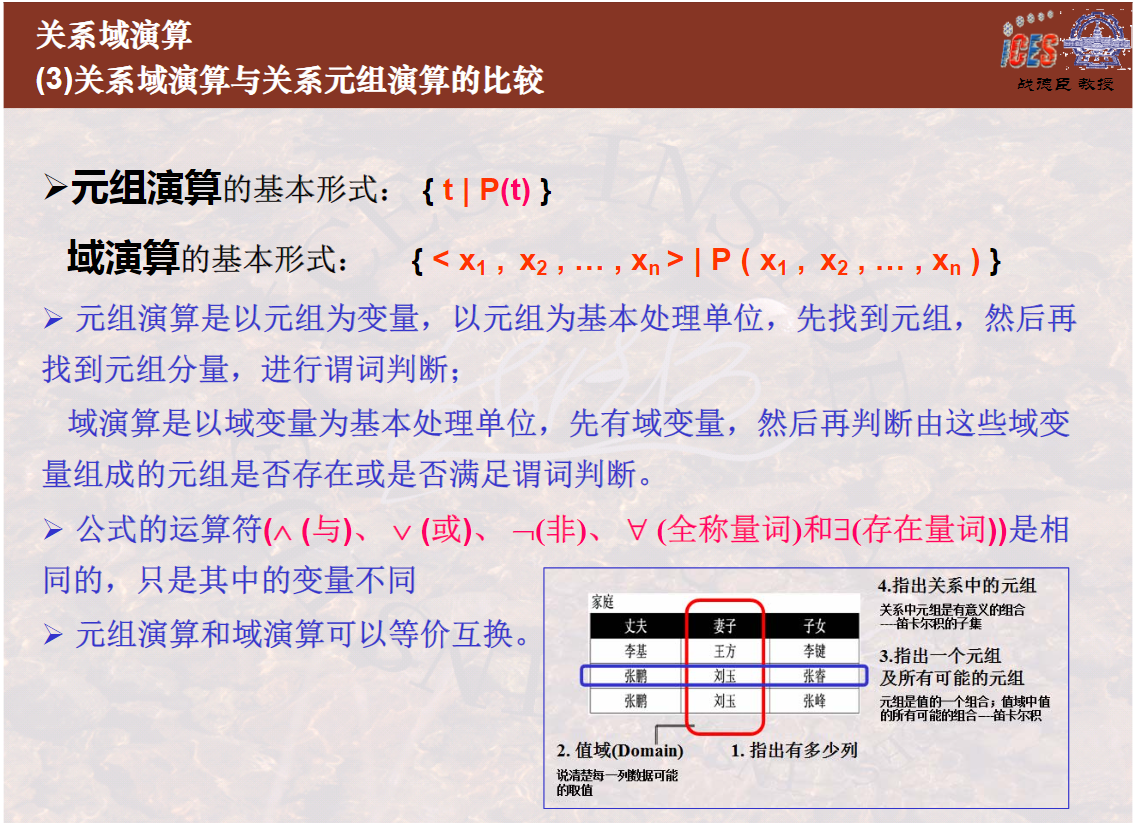 关系域演算
(3)关系域演算与关系元组演算的比较
iCES
战德臣 教授
➢元组演算的基本形式： { t | P(t) }
域演算的基本形式： { < x₁ , x₂ , … , xₙ > | P ( x₁ , x₂ , … , xₙ ) }
➢ 元组演算是以元组为变量，以元组为基本处理单位，先找到元组，然后再
找到元组分量，进行谓词判断；
域演算是以域变量为基本处理单位，先有域变量，然后再判断由这些域变
量组成的元组是否存在或是否满足谓词判断。
➢ 公式的运算符(∧ (与)、 ∨ (或)、 ¬(非)、 ∀ (全称量词)和∃(存在量词))是相
同的，只是其中的变量不同
➢ 元组演算和域演算可以等价互换。
家庭
丈夫 妻子 子女
李基 王方 李键
张鹏 刘玉 张睿
张鹏 刘玉 张峰
4.指出关系中的元组
关系中元组是有意义的组合
----笛卡尔积的子集
3.指出一个元组
及所有可能的元组
元组是值的一个组合；值域中值
的所有可能的组合---笛卡尔积
2. 值域(Domain)
说清楚每一列数据可能
的取值
1. 指出有多少列